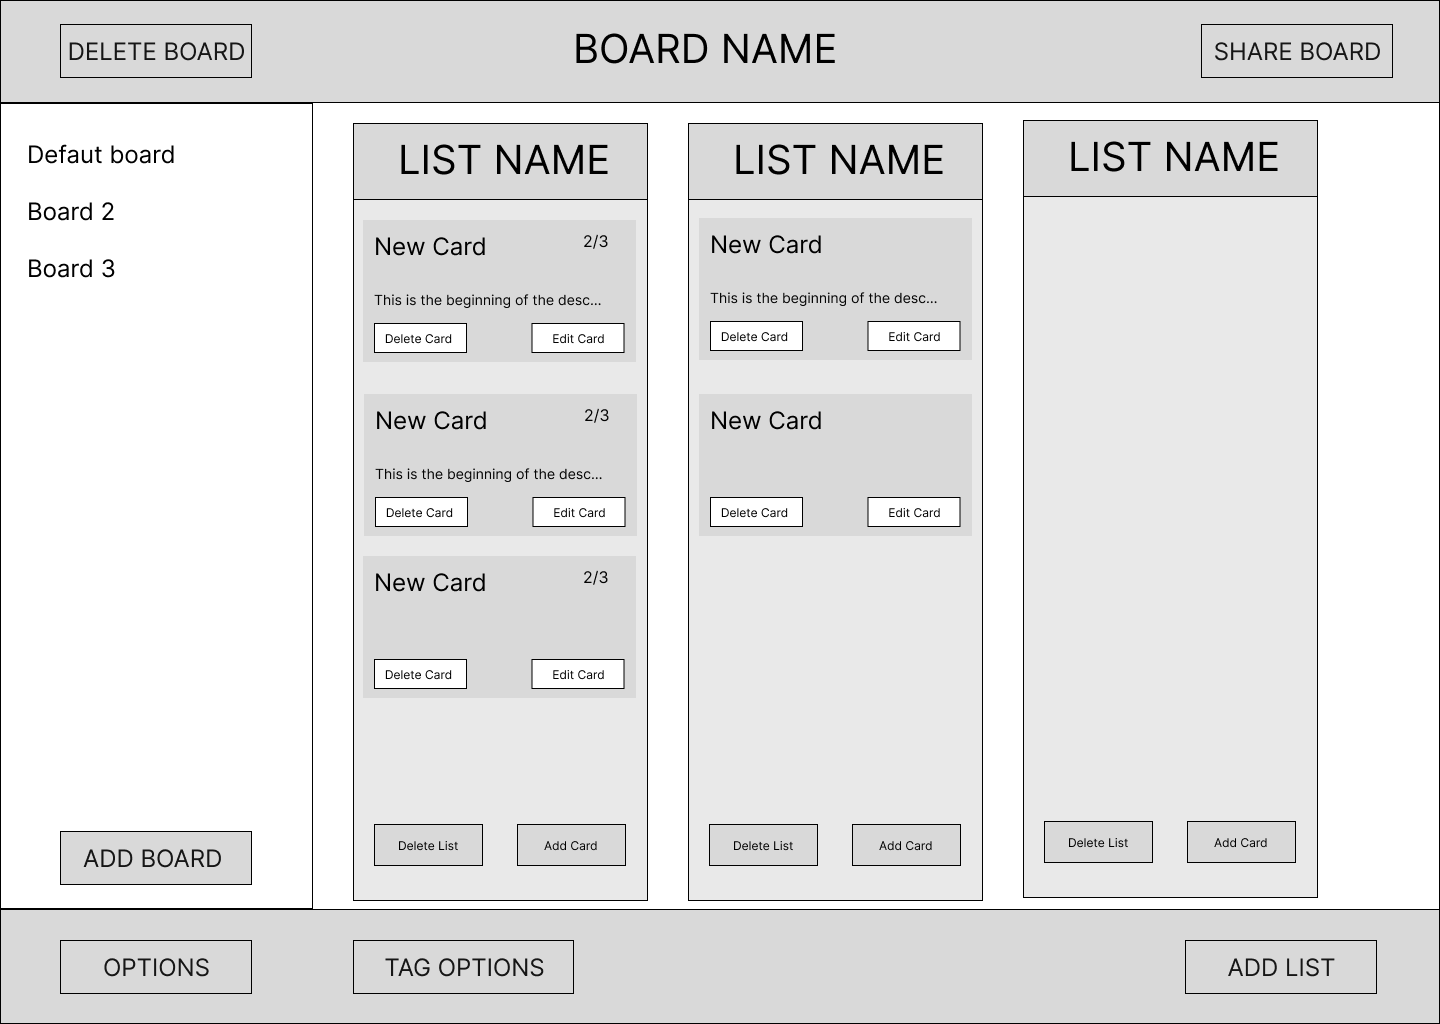 DELETE BOARD
BOARD NAME
SHARE BOARD
Defaut board
Board 2
Board 3
ADD BOARD
LIST NAME
New Card
2/3
This is the beginning of the desc...
Delete Card
Edit Card
New Card
2/3
This is the beginning of the desc...
Delete Card
Edit Card
New Card
2/3
Delete Card
Edit Card
Delete List
Add Card
LIST NAME
New Card
This is the beginning of the desc...
Delete Card
Edit Card
New Card
Delete Card
Edit Card
Delete List
Add Card
LIST NAME
Delete List
Add Card
OPTIONS
TAG OPTIONS
ADD LIST